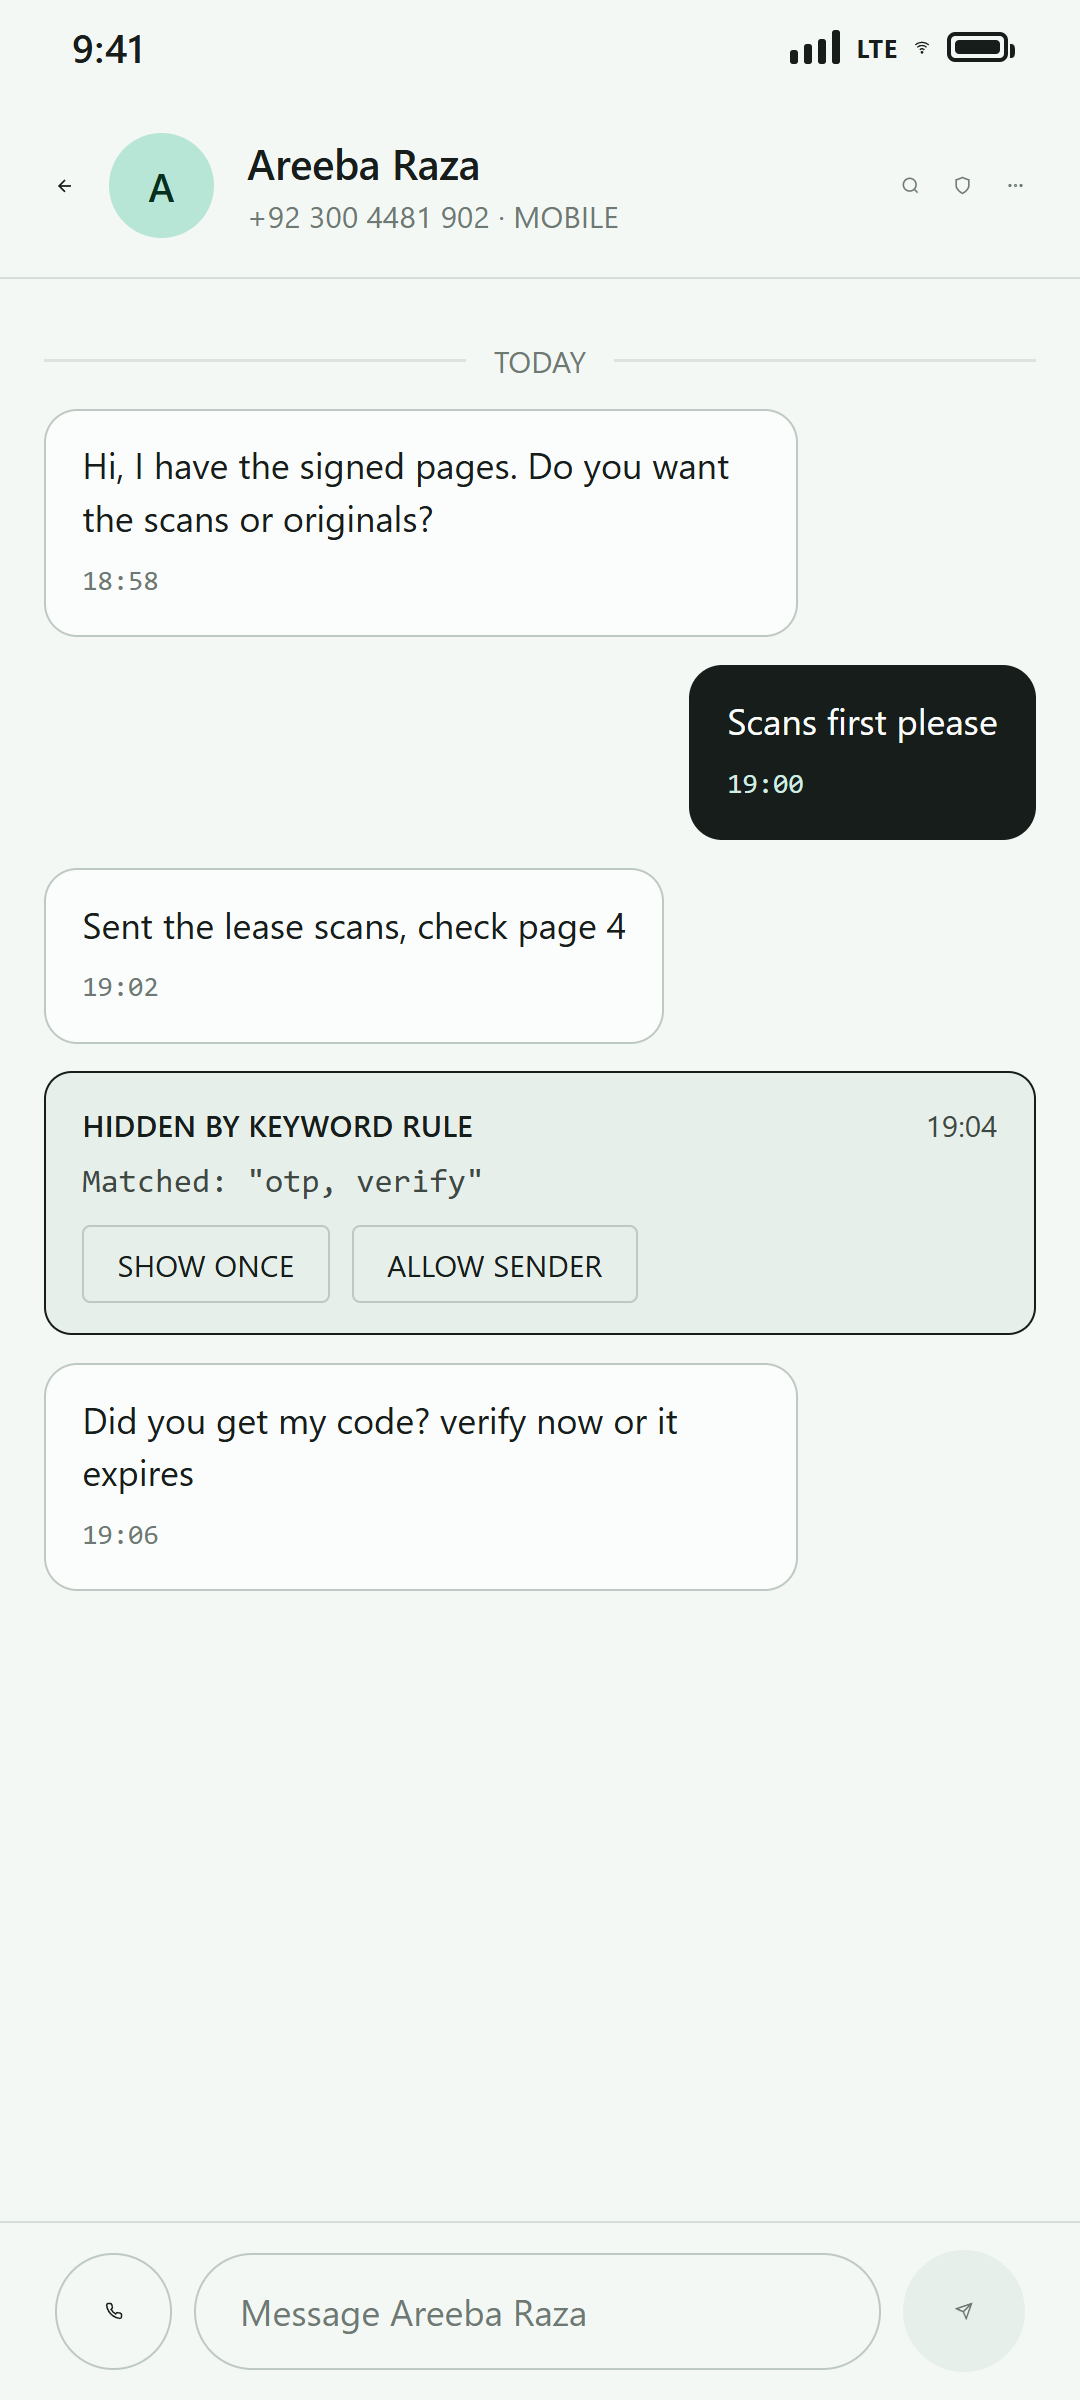 9:41
LTE
A
Areeba Raza
+92 300 4481 902 · MOBILE
TODAY
Hi, I have the signed pages. Do you want
the scans or originals?
18:58
Scans first please
19:00
Sent the lease scans, check page 4
19:02
HIDDEN BY KEYWORD RULE
19:04
Matched: "otp, verify"
SHOW ONCE
ALLOW SENDER
Did you get my code? verify now or it
expires
19:06
Message Areeba Raza